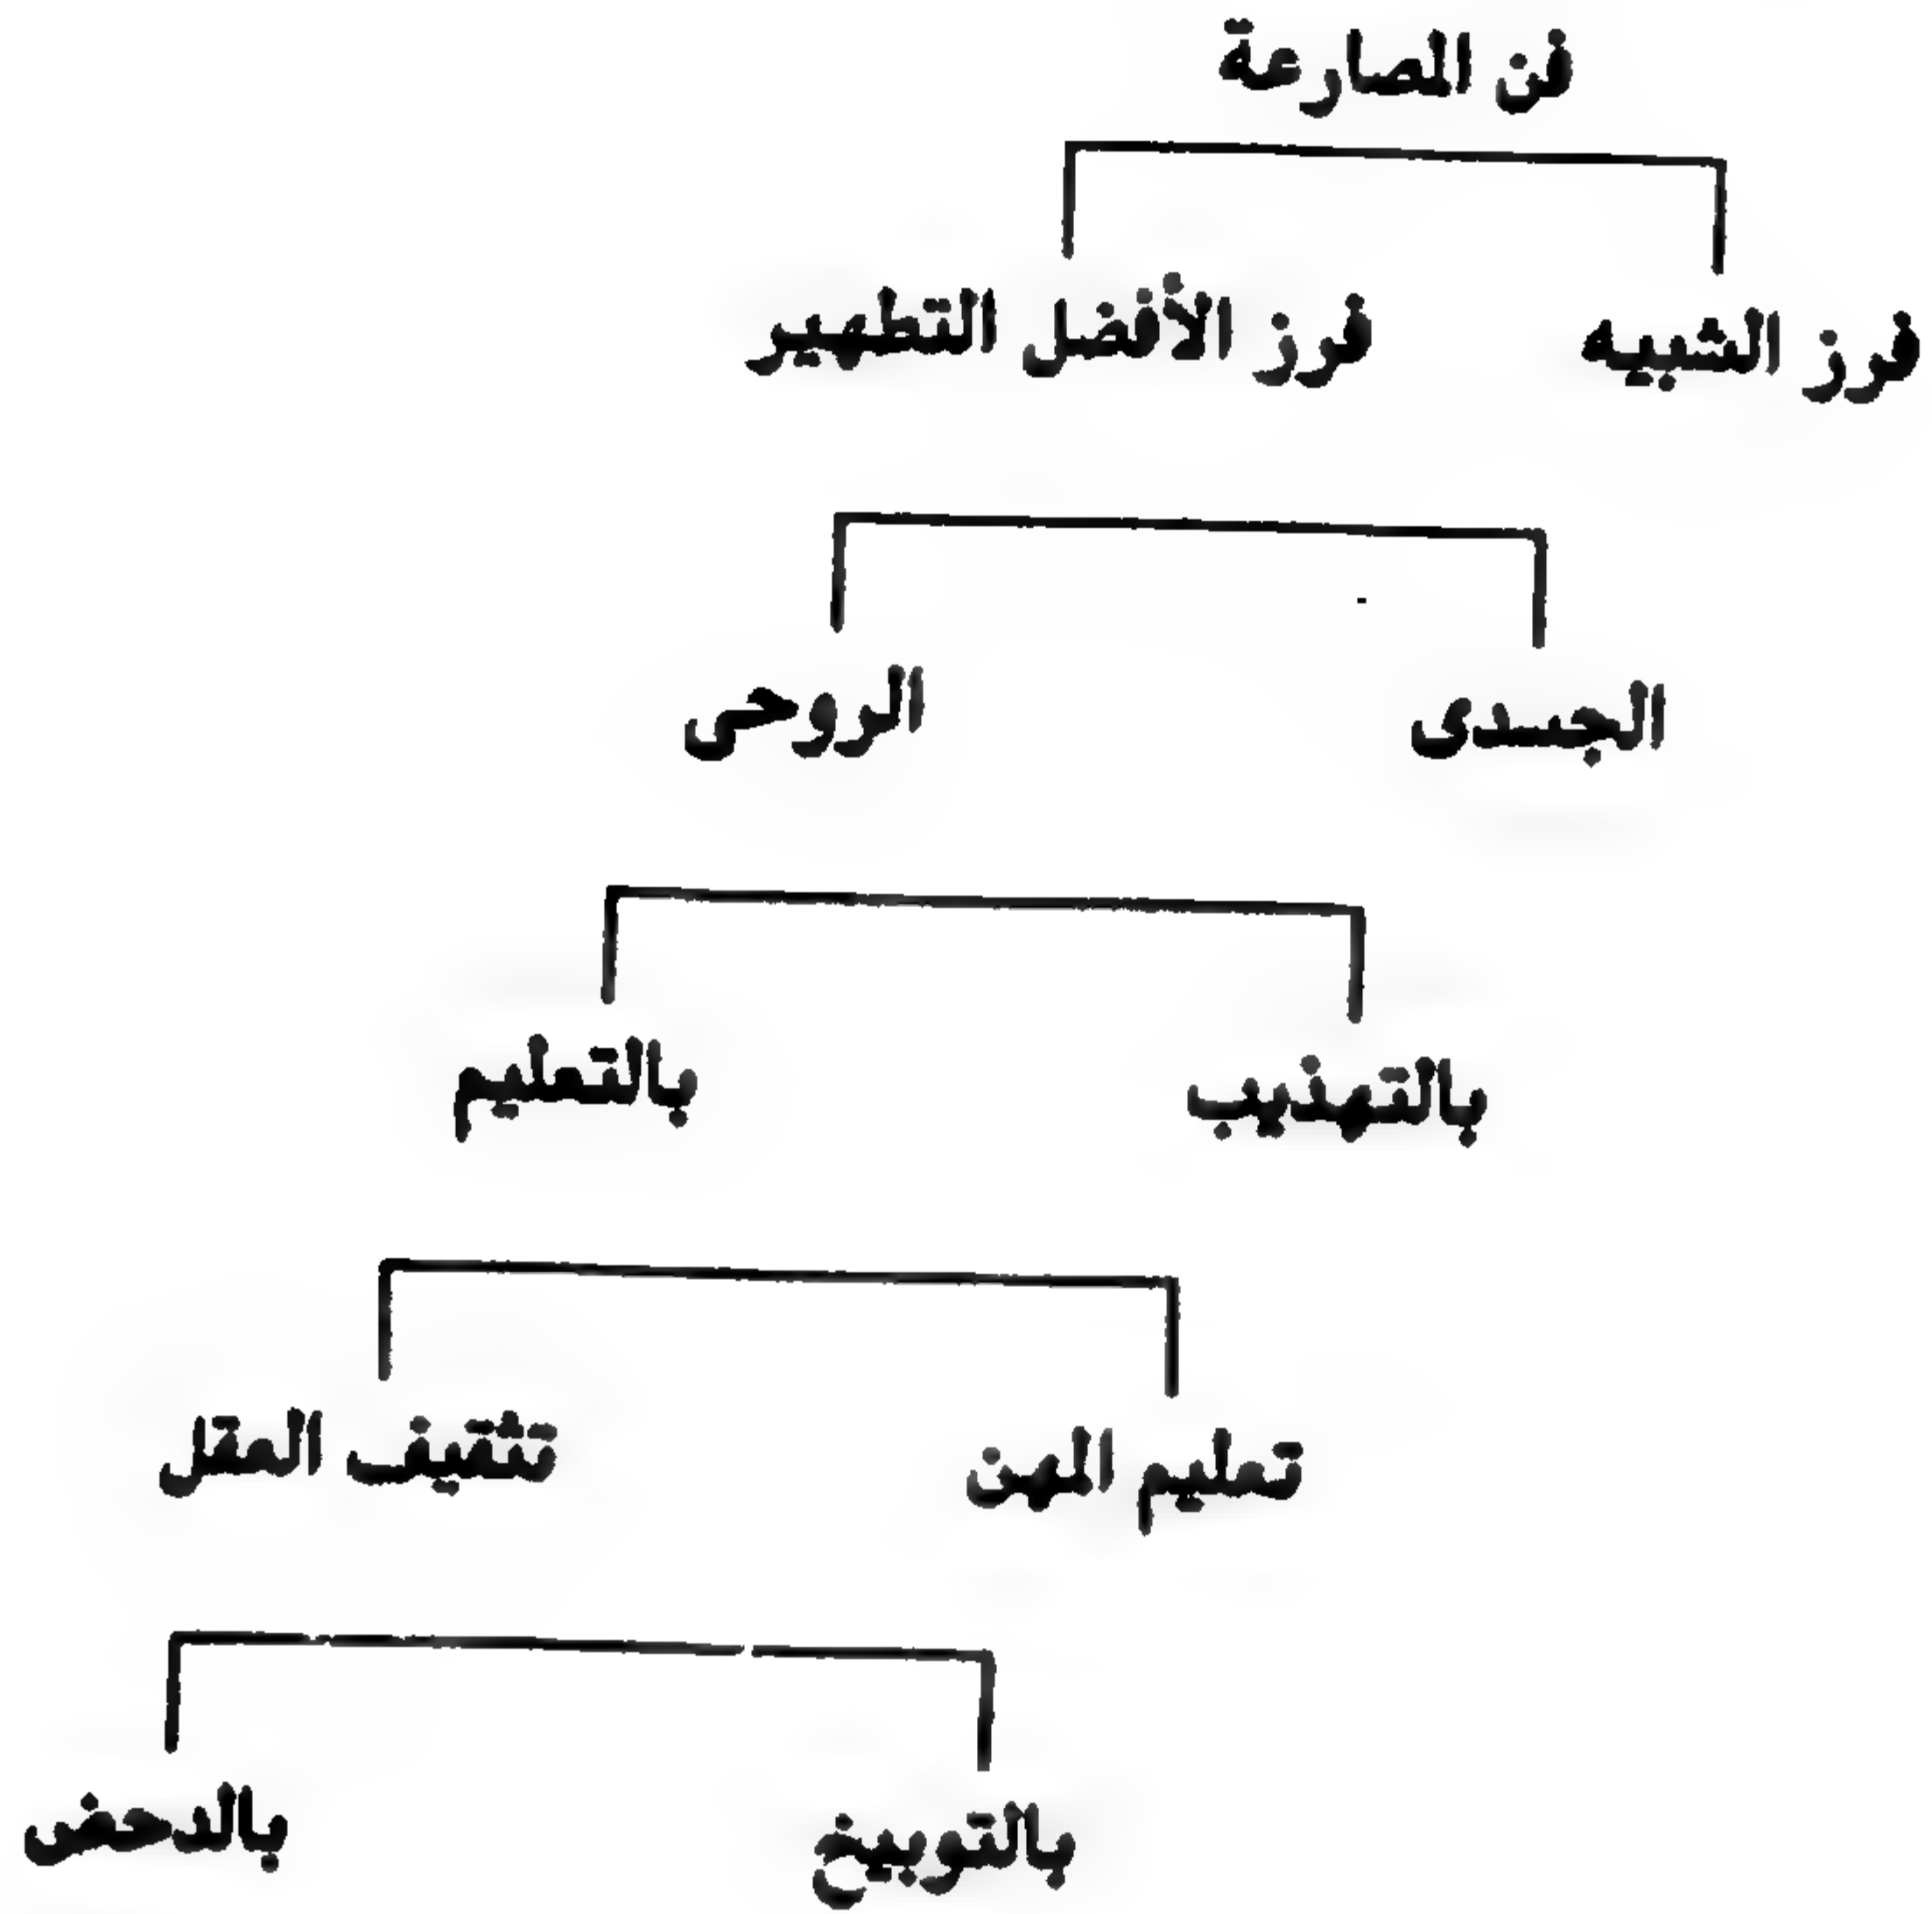 فن المصارعة
فرز الشبيه
فرز الأفضل التطهير
الجسدى
الروحى
بالتهذيب
بالتعليم
تعليم المهن
تثقيف العقل
بالتوبيخ
بالدحض